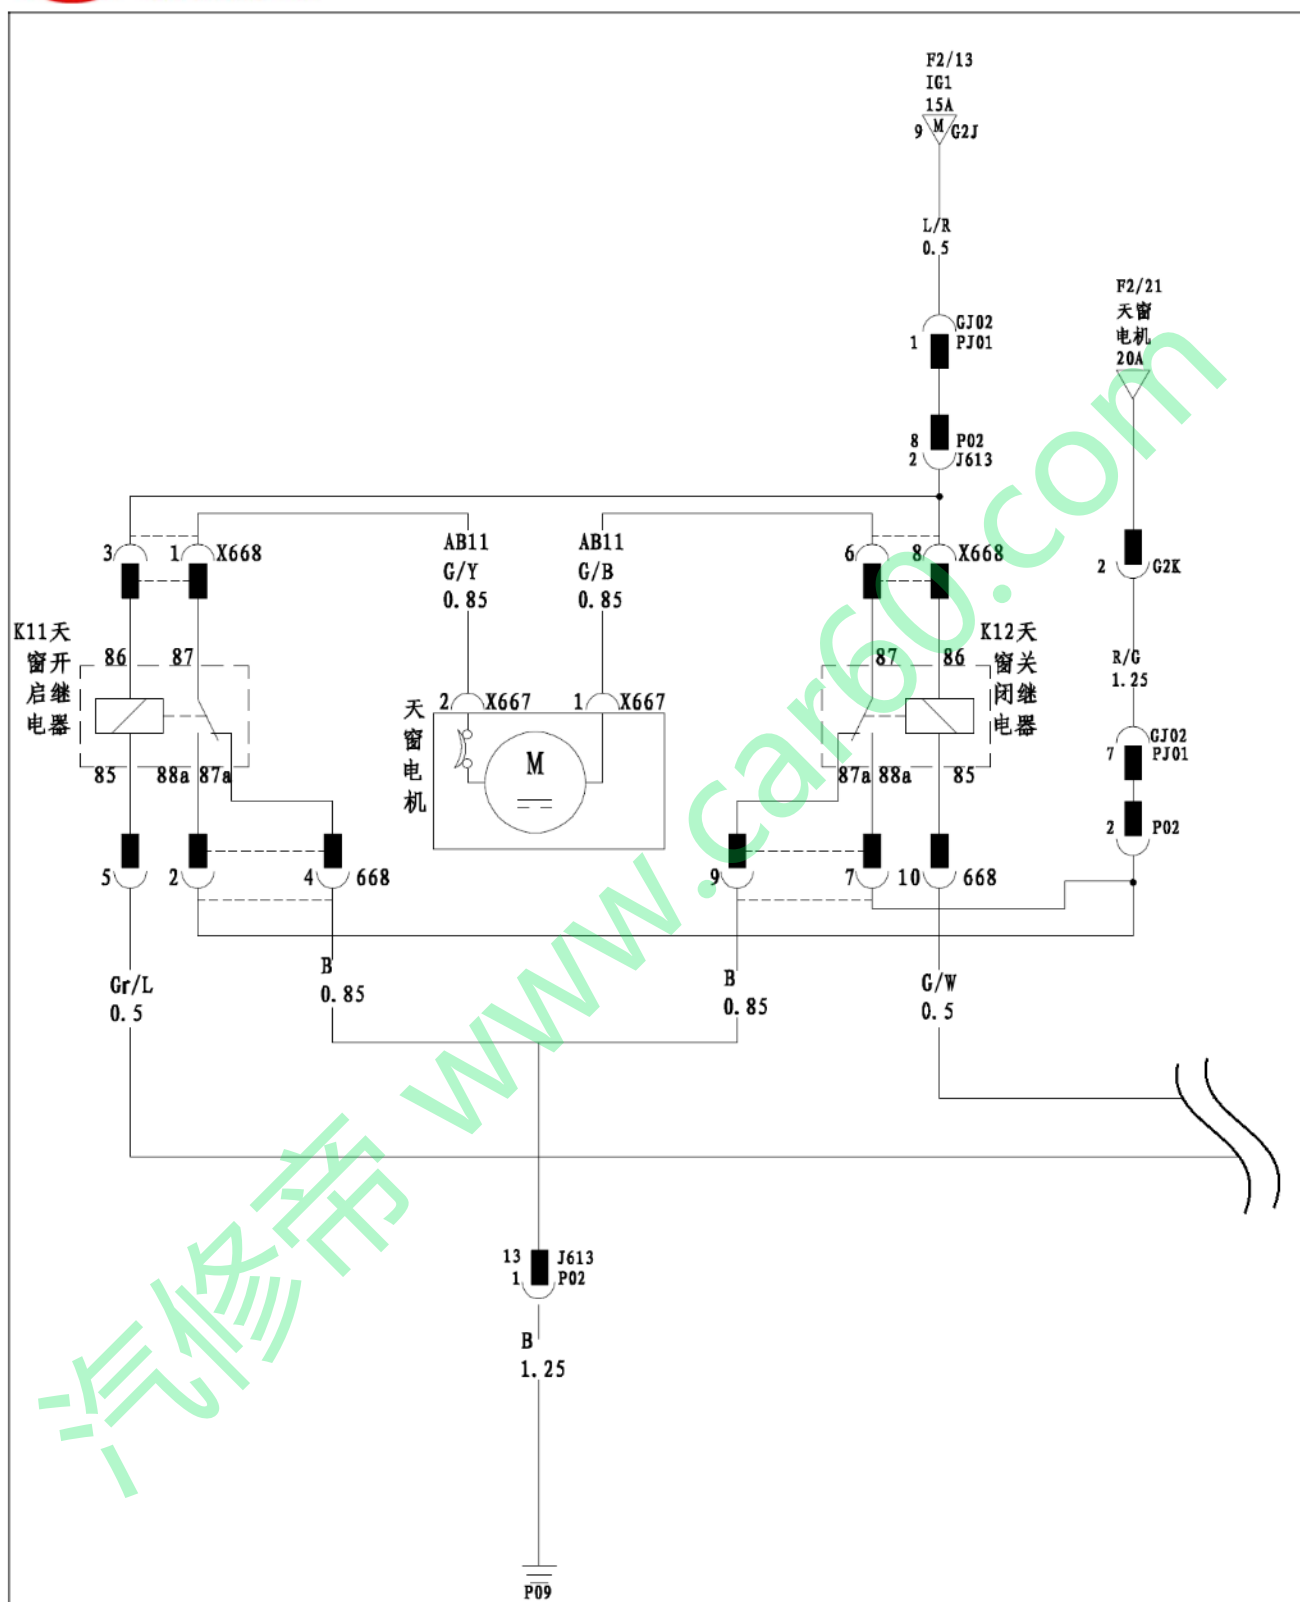 F2/13
IG1
15A
9 M G2J
L/R
0.5
GJ02
1 PJ01
8 P02
2 J613
F2/21
天窗
电机
20A
2 G2K
R/G
1.25
GJ02
7 PJ01
2 P02
3 1 X668
AB11
G/Y
0.85
AB11
G/B
0.85
6 8 X668
K11天
窗开
启继
电器
86 87
85 88a 87a
天
窗
电
机
2 X667
1 X667
M
K12天
窗关
闭继
电器
87 86
87a 88a 85
5 2 4 668
9 7 10 668
Gr/L
0.5
B
0.85
B
0.85
G/W
0.5
13 J613
1 P02
B
1.25
P09
汽修帝 www.car60.com